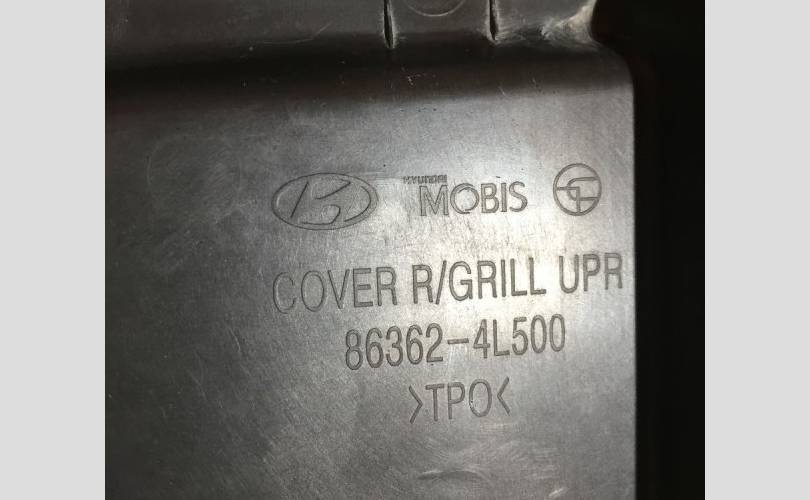 HYUNDAI
MOBIS
COVER R/GRILL UPR
86362-4L500
>TPO<